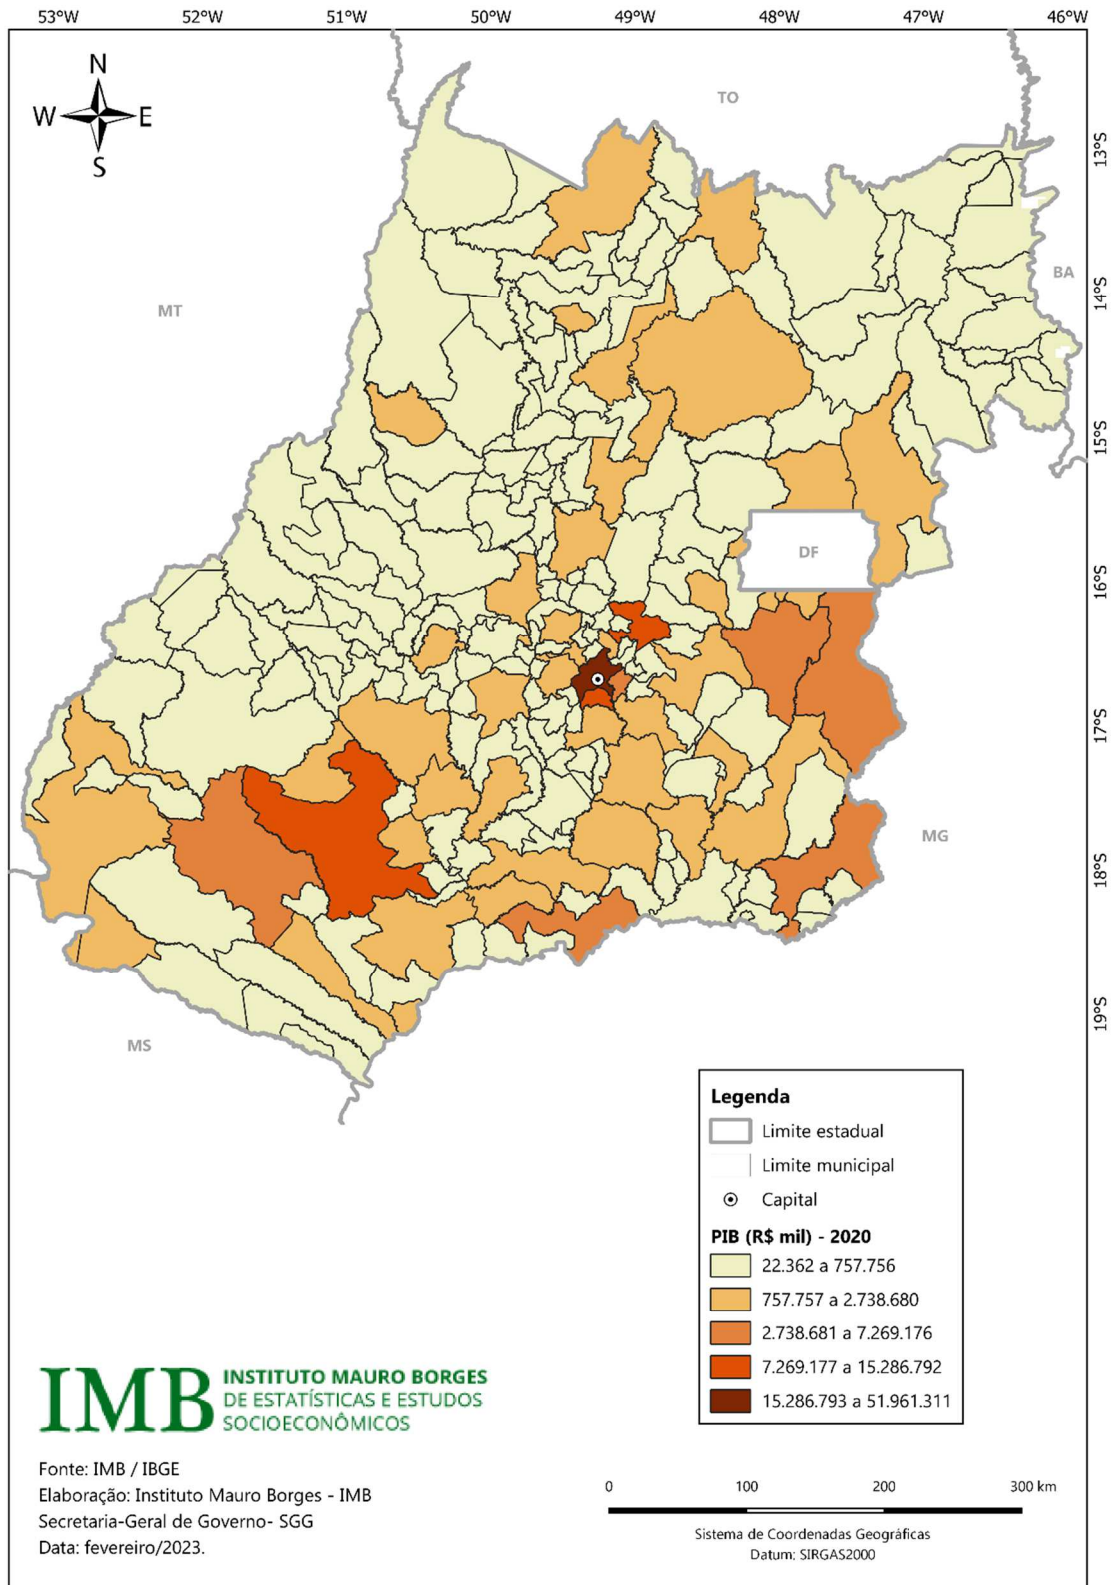 53°W 52°W 51°W 50°W 49°W 48°W 47°W 46°W
N
W E
S
TO
13°S
BA
14°S
MT
15°S
DF
16°S
17°S
MG
18°S
19°S
MS
Legenda
Limite estadual
Limite municipal
Capital
PIB (R$ mil) - 2020
22.362 a 757.756
757.757 a 2.738.680
2.738.681 a 7.269.176
7.269.177 a 15.286.792
15.286.793 a 51.961.311
IMB
INSTITUTO MAURO BORGES
DE ESTATÍSTICAS E ESTUDOS
SOCIOECONÔMICOS
Fonte: IMB / IBGE
Elaboração: Instituto Mauro Borges - IMB
Secretaria-Geral de Governo- SGG
Data: fevereiro/2023.
0 100 200 300 km
Sistema de Coordenadas Geográficas
Datum: SIRGAS2000